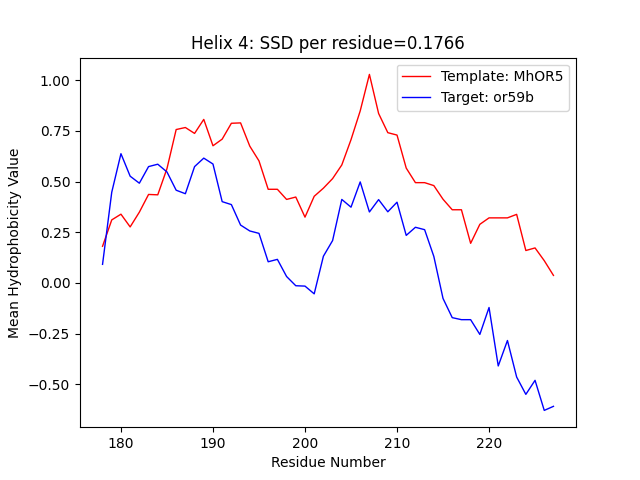 Helix 4: SSD per residue=0.1766
Template: MhOR5
Target: or59b
Mean Hydrophobicity Value
1.00
0.75
0.50
0.25
0.00
−0.25
−0.50
180 190 200 210 220
Residue Number